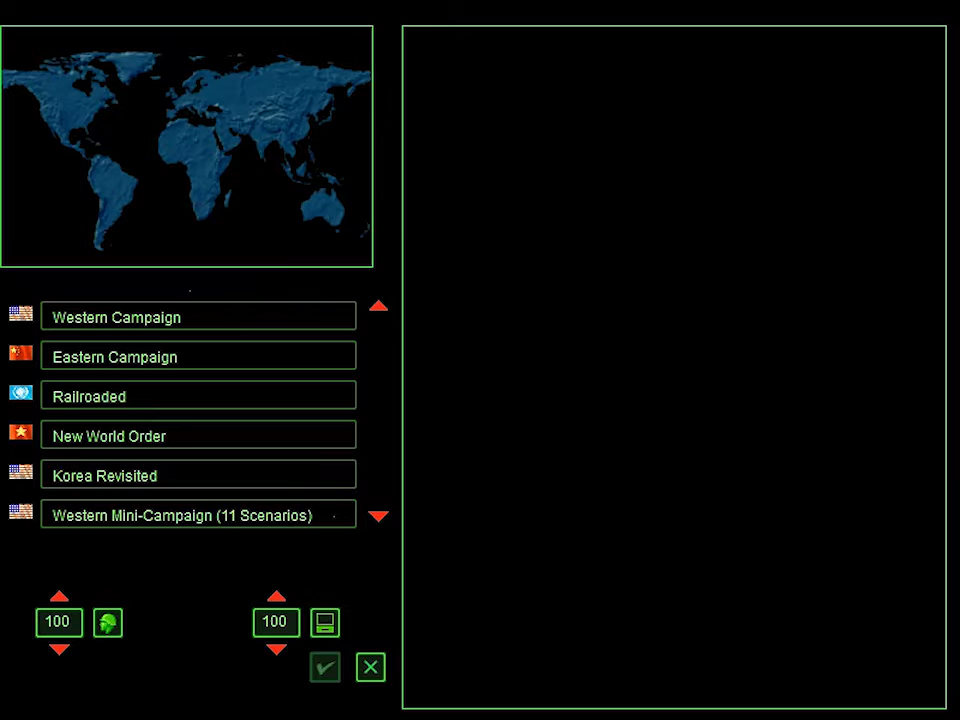 Western Campaign
Eastern Campaign
Railroaded
New World Order
Korea Revisited
Western Mini-Campaign (11 Scenarios)
100
100